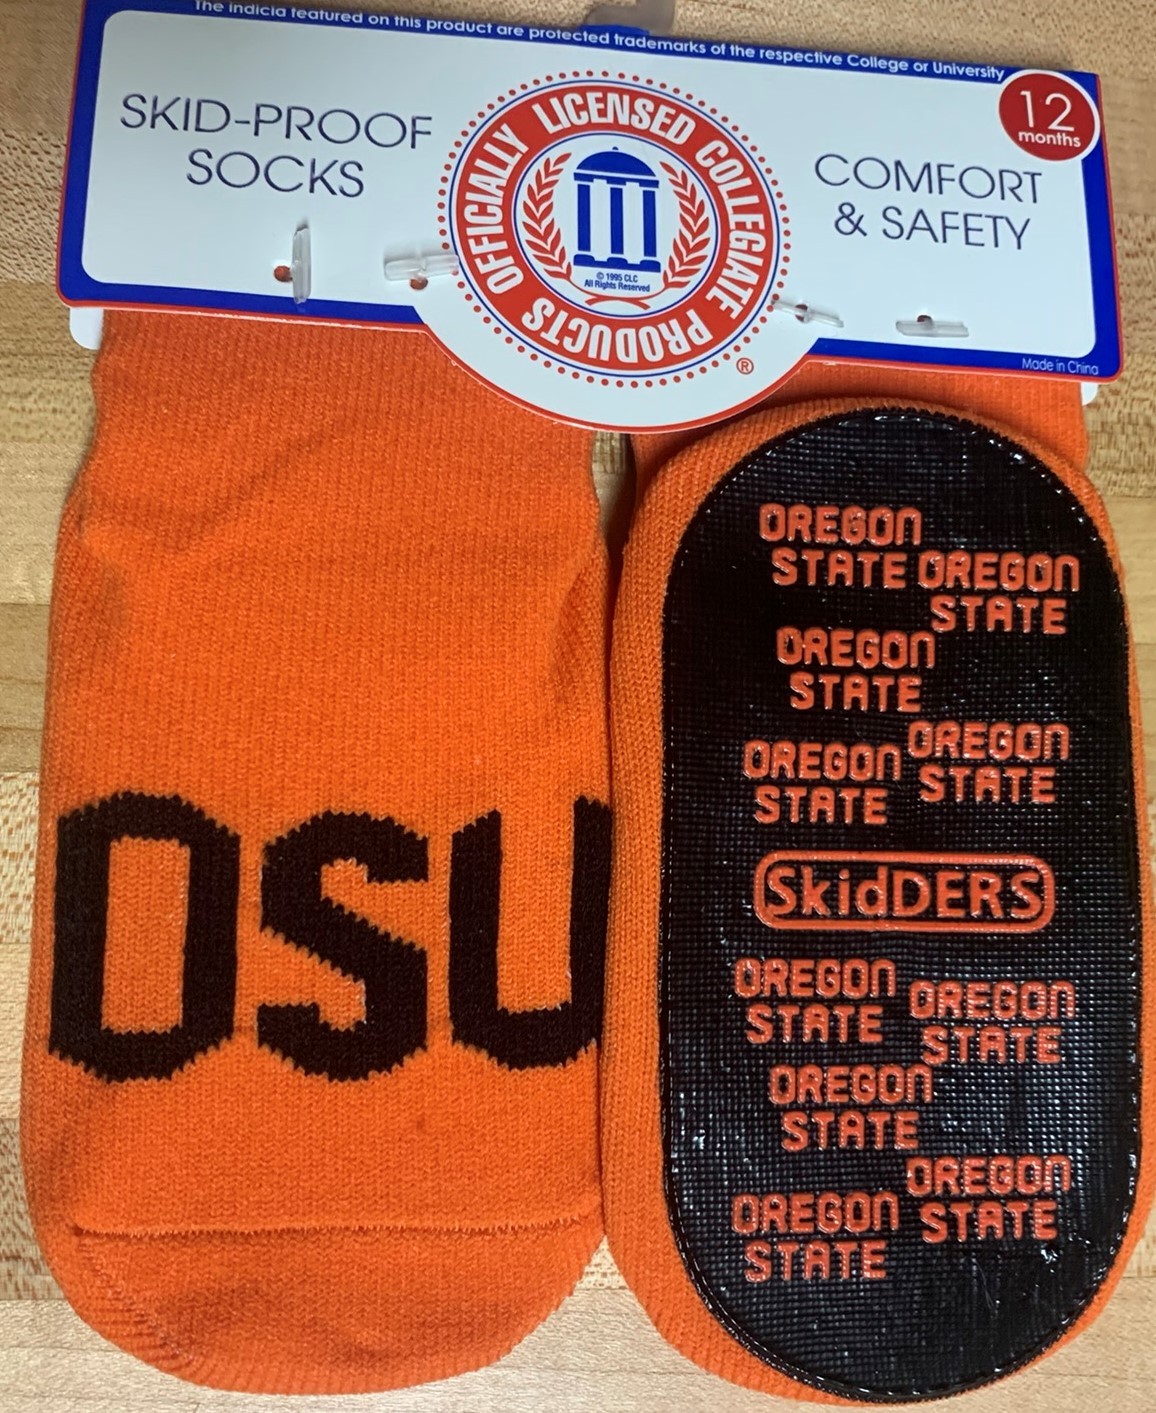 The indicia featured on this product are protected trademarks of the respective College or University
SKID-PROOF
SOCKS
OFFICIALLY LICENSED COLLEGIATE PRODUCTS
© 1995 CLC
All Rights Reserved
®
12
months
COMFORT
& SAFETY
Made in China
OSU
OREGON
STATE
OREGON
STATE
OREGON
STATE
OREGON
STATE
OREGON
STATE
SkidDERS
OREGON
STATE
OREGON
STATE
OREGON
STATE
OREGON
STATE
OREGON
STATE